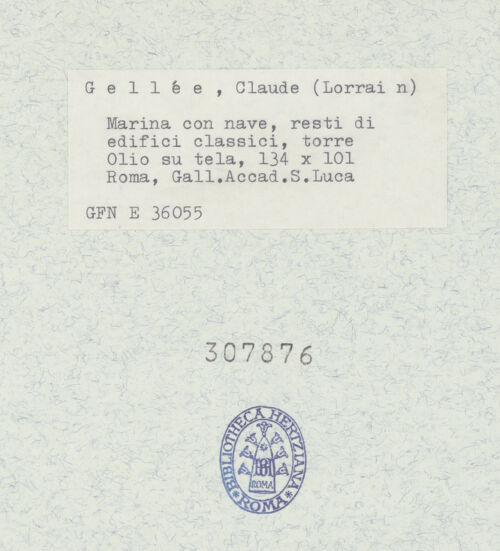 G e l l é e , Claude (Lorrai n)
Marina con nave, resti di
edifici classici, torre
Olio su tela, 134 x 101
Roma, Gall.Accad.S.Luca
GFN E 36055
307876
BIBLIOTHECA HERTZIANA
ROMA
* ROMA *